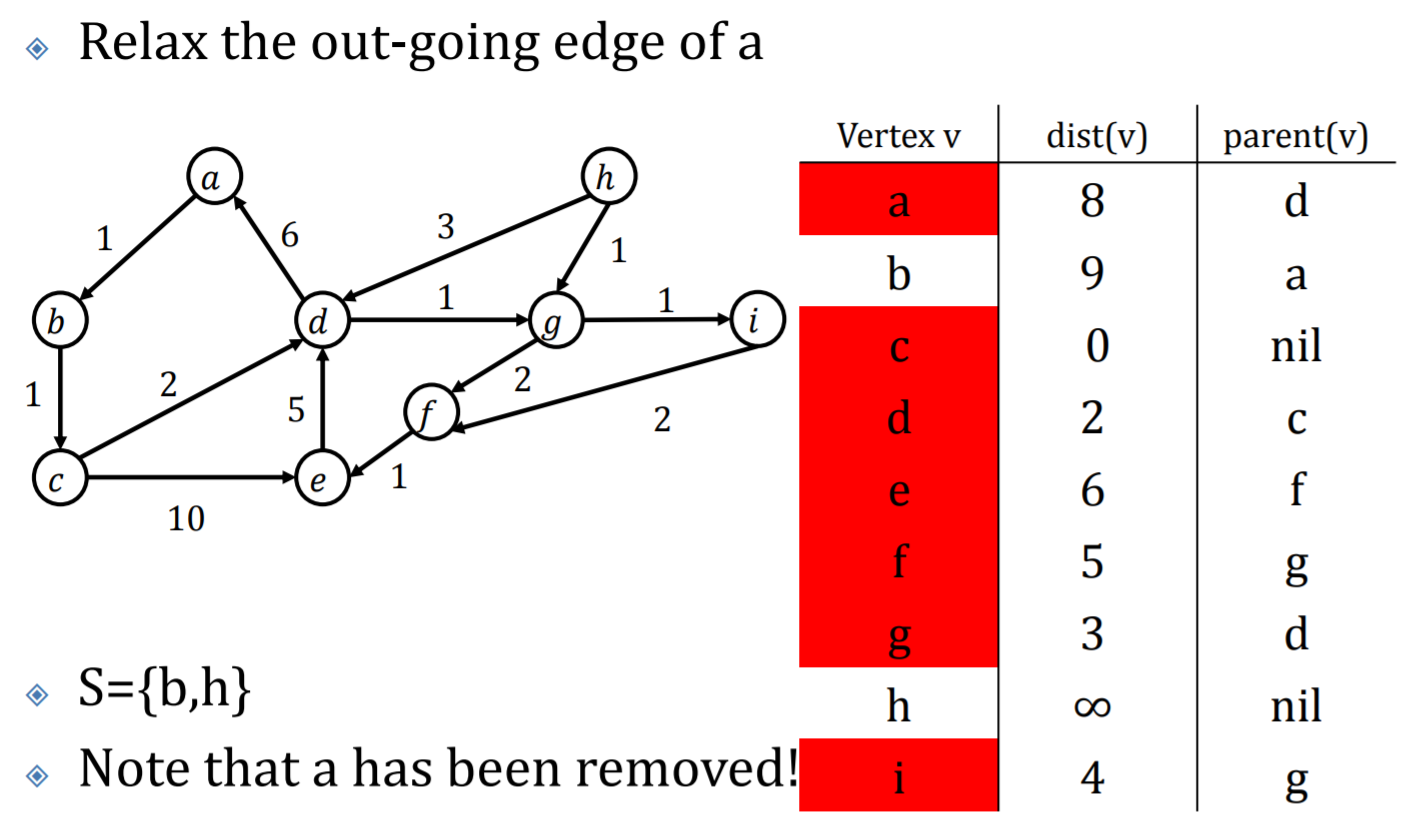 Relax the out-going edge of a
a
h
1
6
3
1
b
d
1
g
1
i
1
2
5
f
2
2
c
e
1
10
S={b,h}
Note that a has been removed!
Vertex v dist(v) parent(v)
a 8 d
b 9 a
c 0 nil
d 2 c
e 6 f
f 5 g
g 3 d
h ∞ nil
i 4 g